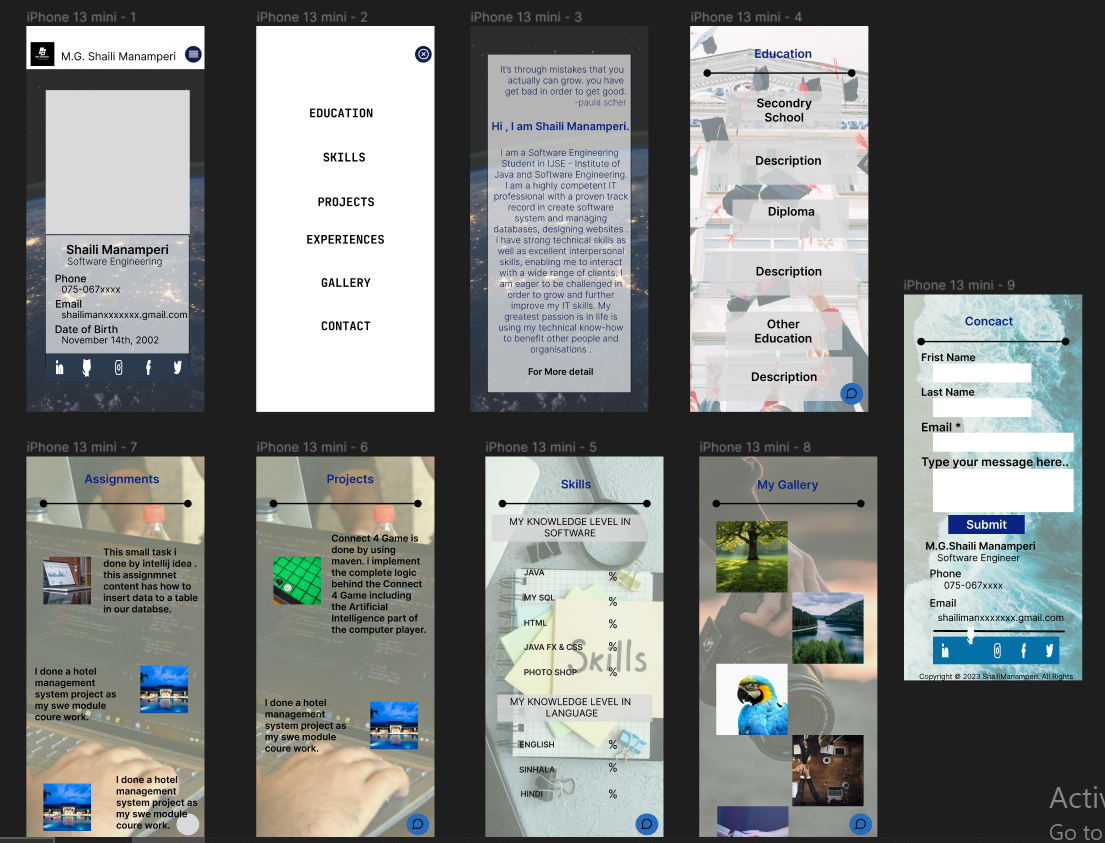 iPhone 13 mini - 1
M.G. Shaili Manamperi
Shaili Manamperi
Software Engineering
Phone
075-067xxxx
Email
shailimanxxxxxxx.gmail.com
Date of Birth
November 14th, 2002
iPhone 13 mini - 2
EDUCATION
SKILLS
PROJECTS
EXPERIENCES
GALLERY
CONTACT
iPhone 13 mini - 3
It's through mistakes that you
actually can grow. you have
get bad in order to get good.
-paula scher
Hi , I am Shaili Manamperi.
I am a Software Engineering
Student in IJSE - Institute of
Java and Software Engineering.
I am a highly competent IT
professional with a proven track
record in create software
system and managing
databases, designing websites .
I have strong technical skills as
well as excellent interpersonal
skills, enabling me to interact
with a wide range of clients. I
am eager to be challenged in
order to grow and further
improve my IT skills. My
greatest passion is in life is
using my technical know-how
to benefit other people and
organisations .
For More detail
iPhone 13 mini - 4
Education
Secondry
School
Description
Diploma
Description
Other
Education
Description
iPhone 13 mini - 9
Concact
Frist Name
Last Name
Email *
Type your message here..
Submit
M.G.Shaili Manamperi
Software Engineer
Phone
075-067xxxx
Email
shailimanxxxxxxx.gmail.com
Copyright @ 2023 ShailiManamperi. All Rights
iPhone 13 mini - 7
Assignments
This small task i
done by intellij idea .
this assignmnet
content has how to
insert data to a table
in our databse.
I done a hotel
management
system project as
my swe module
coure work.
I done a hotel
management
system project as
my swe module
coure work.
iPhone 13 mini - 6
Projects
Connect 4 Game is
done by using
maven. i implement
the complete logic
behind the Connect
4 Game including
the Artificial
Intelligence part of
the computer player.
I done a hotel
management
system project as
my swe module
coure work.
iPhone 13 mini - 5
Skills
MY KNOWLEDGE LEVEL IN
SOFTWARE
JAVA %
MY SQL %
HTML %
JAVA FX & CSS %
Skills
PHOTO SHOP %
MY KNOWLEDGE LEVEL IN
LANGUAGE
ENGLISH %
SINHALA %
HINDI %
iPhone 13 mini - 8
My Gallery
Activ
Go to